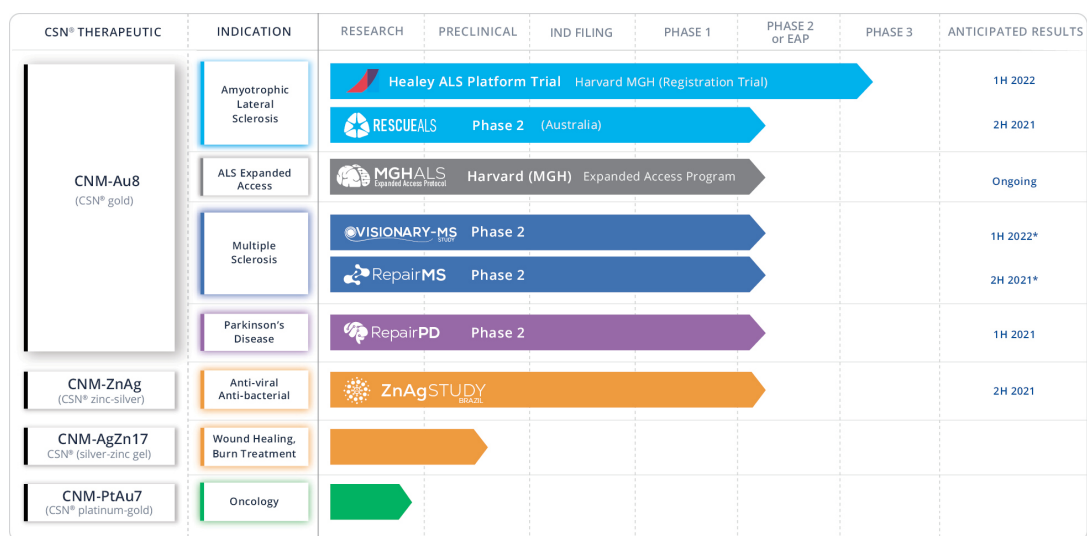 CSN® THERAPEUTIC
INDICATION
RESEARCH
PRECLINICAL
IND FILING
PHASE 1
PHASE 2
or EAP
PHASE 3
ANTICIPATED RESULTS
CNM-Au8
(CSN® gold)
Amyotrophic
Lateral
Sclerosis
Healey ALS Platform Trial Harvard MGH (Registration Trial)
1H 2022
RESCUEALS Phase 2 (Australia)
2H 2021
ALS Expanded
Access
MGHALS
Expanded Access Protocol
Harvard (MGH) Expanded Access Program
Ongoing
Multiple
Sclerosis
VISIONARY-MS
STUDY
Phase 2
1H 2022*
RepairMS Phase 2
2H 2021*
Parkinson's
Disease
RepairPD Phase 2
1H 2021
CNM-ZnAg
(CSN® zinc-silver)
Anti-viral
Anti-bacterial
ZnAgSTUDY
BRAZIL
2H 2021
CNM-AgZn17
CSN® (silver-zinc gel)
Wound Healing,
Burn Treatment
CNM-PtAu7
(CSN® platinum-gold)
Oncology